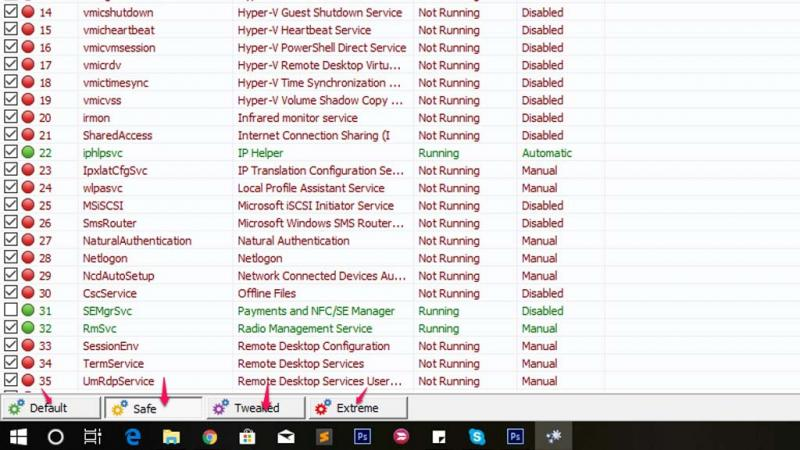 14 vmicshutdown Hyper-V Guest Shutdown Service Not Running Disabled
15 vmicheartbeat Hyper-V Heartbeat Service Not Running Disabled
16 vmicvmsession Hyper-V PowerShell Direct Service Not Running Disabled
17 vmicrdv Hyper-V Remote Desktop Virtu... Not Running Disabled
18 vmictimesync Hyper-V Time Synchronization ... Not Running Disabled
19 vmicvss Hyper-V Volume Shadow Copy ... Not Running Disabled
20 irmon Infrared monitor service Not Running Disabled
21 SharedAccess Internet Connection Sharing (I Not Running Disabled
22 iphlpsvc IP Helper Running Automatic
23 IpxlatCfgSvc IP Translation Configuration Se... Not Running Manual
24 wlpasvc Local Profile Assistant Service Not Running Manual
25 MSiSCSI Microsoft iSCSI Initiator Service Not Running Disabled
26 SmsRouter Microsoft Windows SMS Router... Not Running Disabled
27 NaturalAuthentication Natural Authentication Not Running Manual
28 Netlogon Netlogon Not Running Manual
29 NcdAutoSetup Network Connected Devices Au... Not Running Manual
30 CscService Offline Files Not Running Disabled
31 SEMgrSvc Payments and NFC/SE Manager Running Disabled
32 RmSvc Radio Management Service Running Manual
33 SessionEnv Remote Desktop Configuration Not Running Manual
34 TermService Remote Desktop Services Not Running Manual
35 UmRdpService Remote Desktop Services User... Not Running Manual
Default Safe Tweaked Extreme
Ps Ps